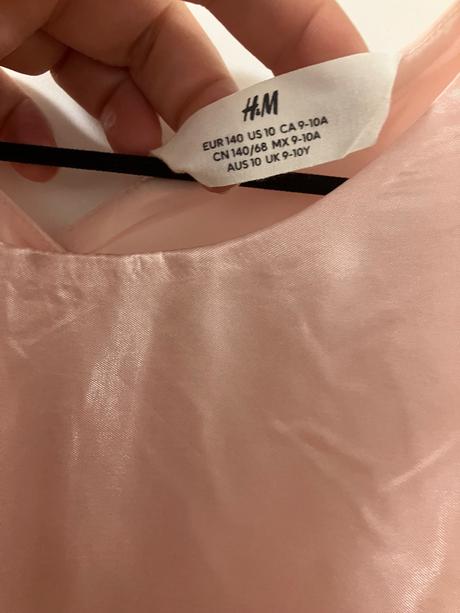 H&M
EUR 140 US 10 CA 9-10A
CN 140/68 MX 9-10A
AUS 10 UK 9-10Y